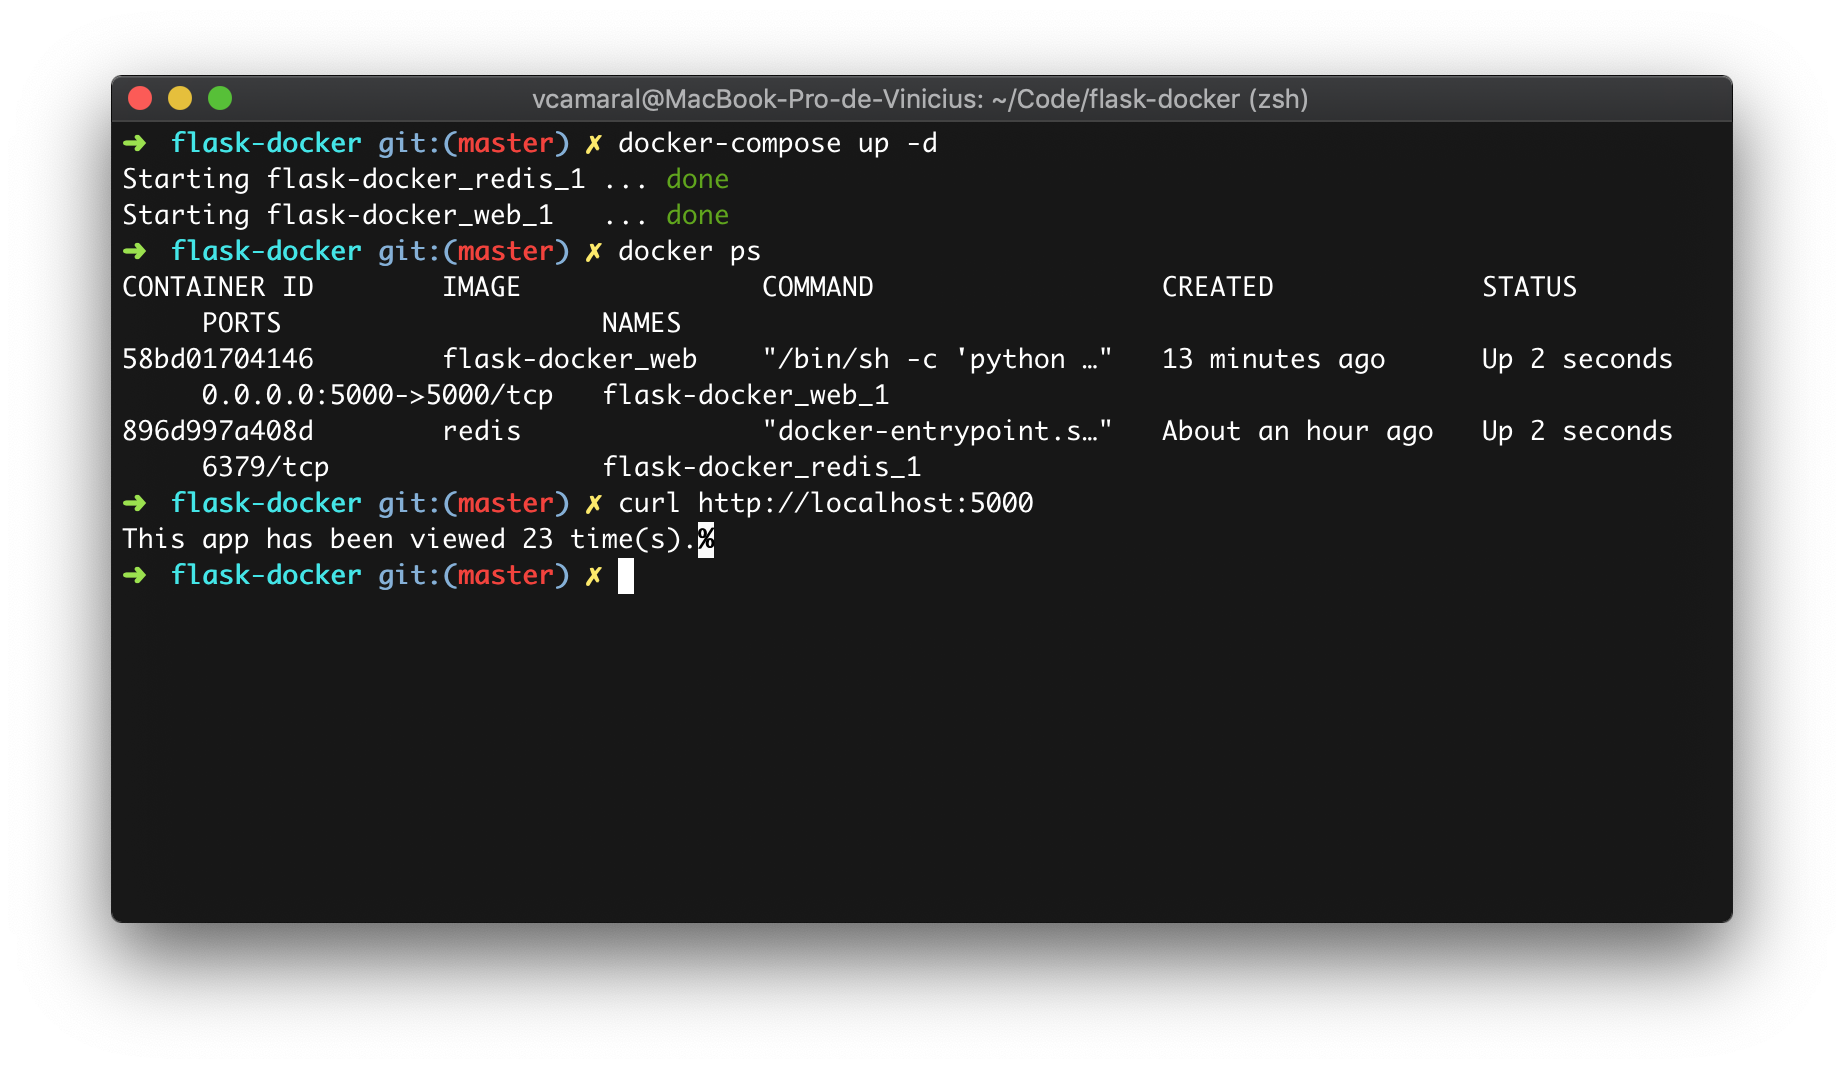 vcamaral@MacBook-Pro-de-Vinicius: ~/Code/flask-docker (zsh)
➜  flask-docker git:(master) ✗ docker-compose up -d
Starting flask-docker_redis_1 ... done
Starting flask-docker_web_1   ... done
➜  flask-docker git:(master) ✗ docker ps
CONTAINER ID        IMAGE               COMMAND                  CREATED             STATUS
     PORTS                    NAMES
58bd01704146        flask-docker_web    "/bin/sh -c 'python …"   13 minutes ago      Up 2 seconds
     0.0.0.0:5000->5000/tcp   flask-docker_web_1
896d997a408d        redis               "docker-entrypoint.s…"   About an hour ago   Up 2 seconds
     6379/tcp                 flask-docker_redis_1
➜  flask-docker git:(master) ✗ curl http://localhost:5000
This app has been viewed 23 time(s).%
➜  flask-docker git:(master) ✗